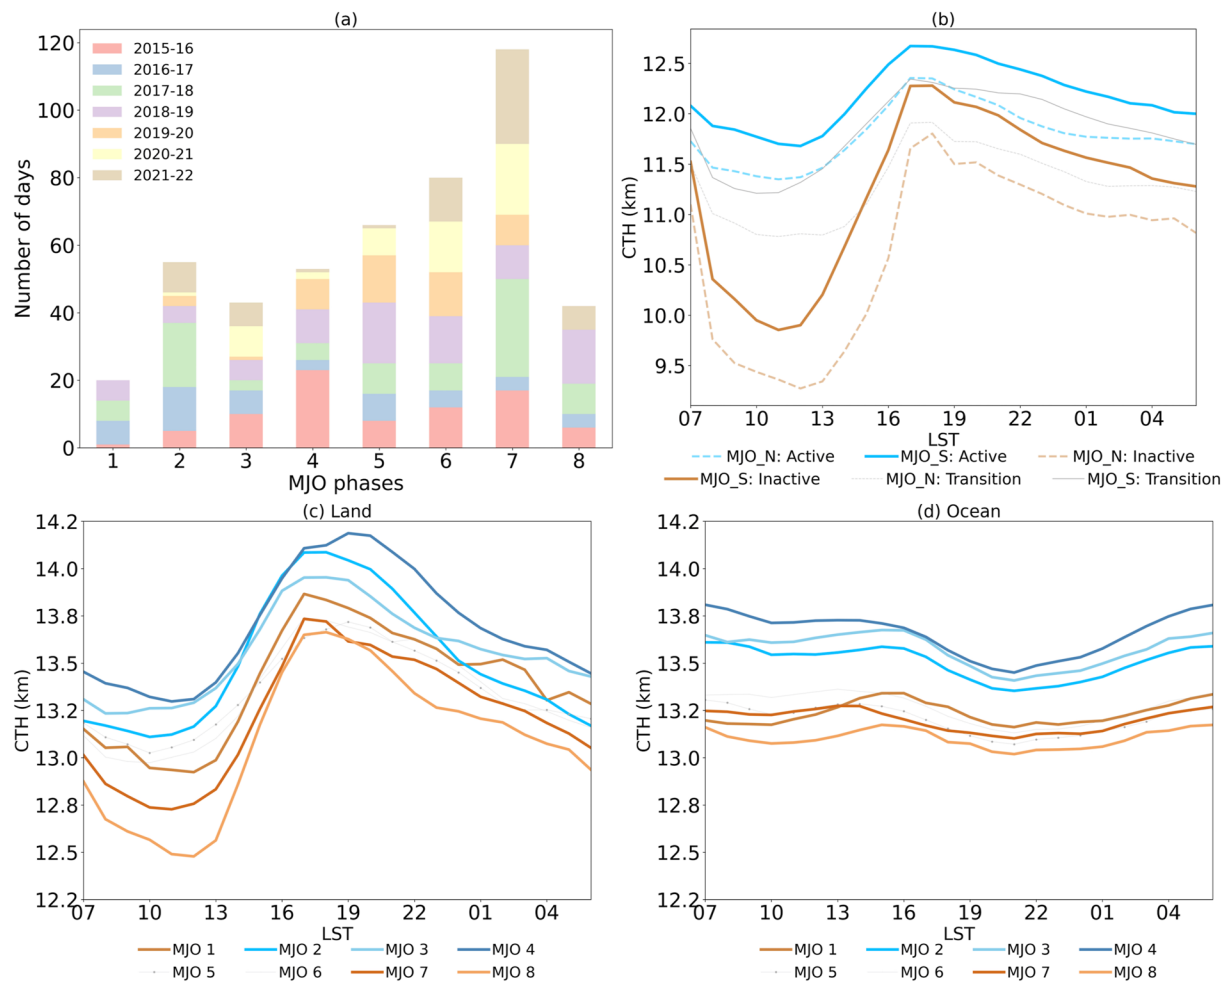 (a)
120
100
80
60
40
20
0
Number of days
2015-16
2016-17
2017-18
2018-19
2019-20
2020-21
2021-22
1 2 3 4 5 6 7 8
MJO phases
(b)
12.5
12.0
11.5
11.0
10.5
10.0
9.5
CTH (km)
07 10 13 16 19 22 01 04
LST
MJO_N: Active MJO_S: Active MJO_N: Inactive
MJO_S: Inactive MJO_N: Transition MJO_S: Transition
(c) Land
14.2
14.0
13.8
13.5
13.2
13.0
12.8
12.5
12.2
CTH (km)
07 10 13 16 19 22 01 04
LST
MJO 1 MJO 2 MJO 3 MJO 4
MJO 5 MJO 6 MJO 7 MJO 8
(d) Ocean
14.2
14.0
13.8
13.5
13.2
13.0
12.8
12.5
12.2
CTH (km)
07 10 13 16 19 22 01 04
LST
MJO 1 MJO 2 MJO 3 MJO 4
MJO 5 MJO 6 MJO 7 MJO 8